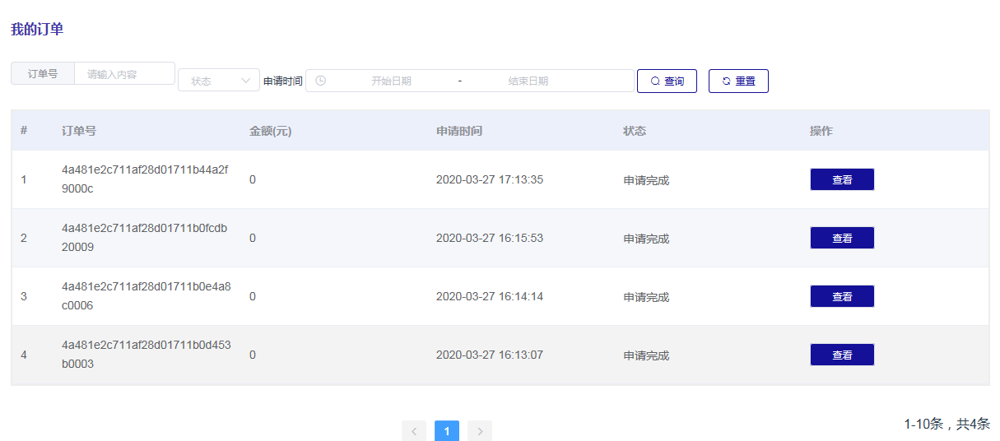 我的订单
订单号 请输入内容 状态 申请时间 开始日期 - 结束日期 查询 重置
# 订单号 金额(元) 申请时间 状态 操作
1 4a481e2c711af28d01711b44a2f9000c 0 2020-03-27 17:13:35 申请完成 查看
2 4a481e2c711af28d01711b0fcdb20009 0 2020-03-27 16:15:53 申请完成 查看
3 4a481e2c711af28d01711b0e4a8c0006 0 2020-03-27 16:14:14 申请完成 查看
4 4a481e2c711af28d01711b0d453b0003 0 2020-03-27 16:13:07 申请完成 查看
< 1 > 1-10条，共4条